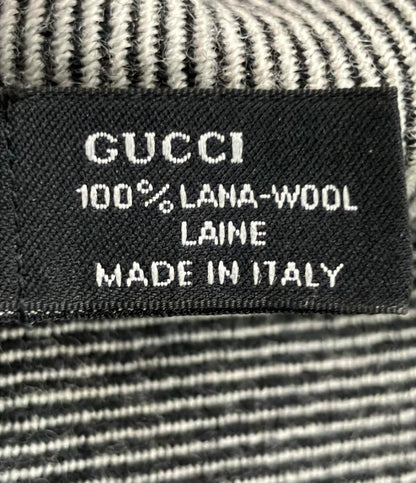 GUCCI
100% LANA-WOOL
LAINE
MADE IN ITALY